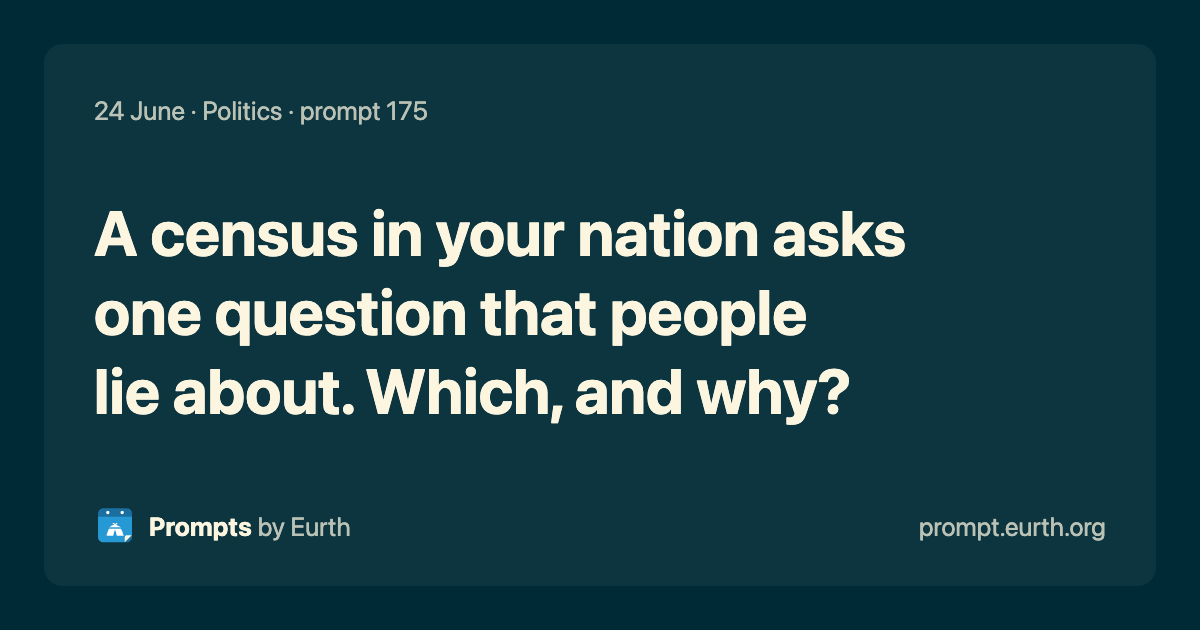 24 June · Politics · prompt 175
A census in your nation asks
one question that people
lie about. Which, and why?
Prompts by Eurth
prompt.eurth.org